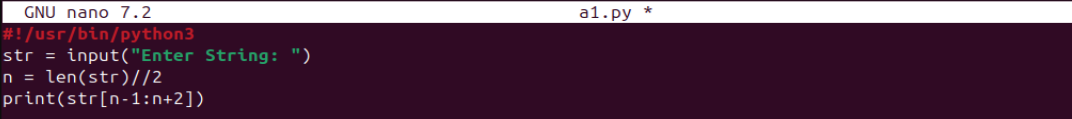 GNU nano 7.2 a1.py *
#!/usr/bin/python3
str = input("Enter String: ")
n = len(str)//2
print(str[n-1:n+2])